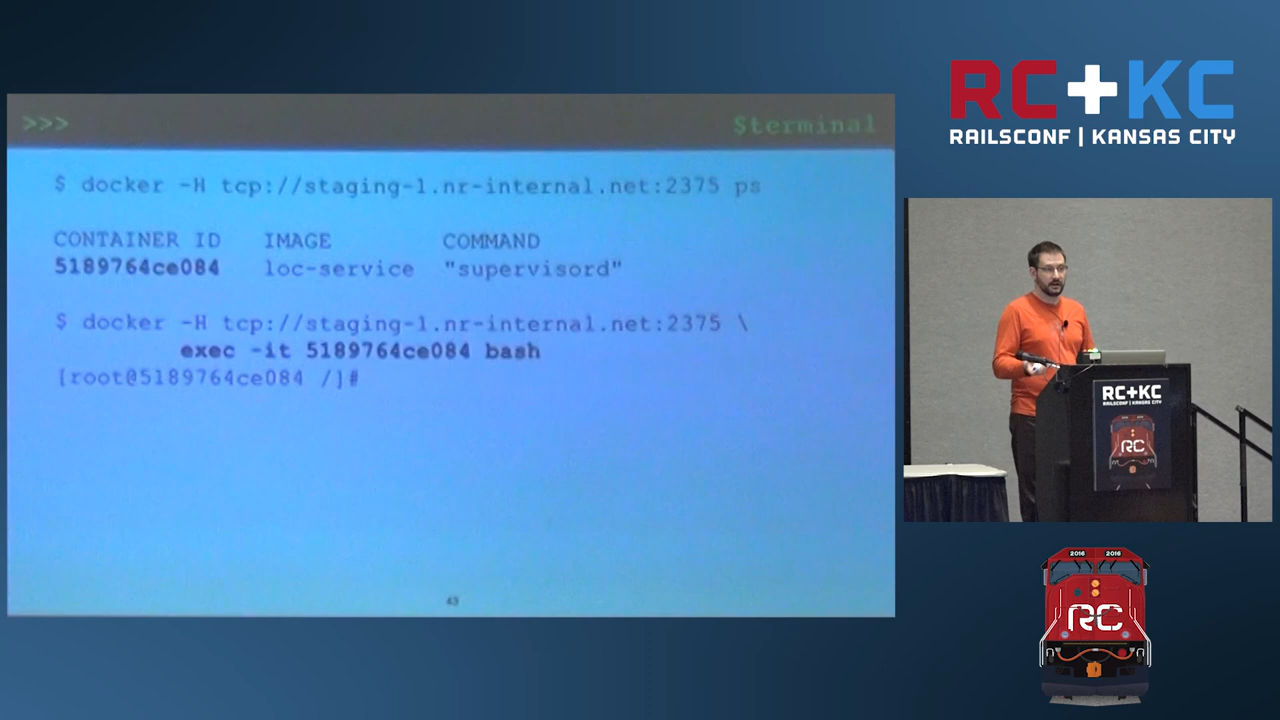 >>> $terminal
$ docker -H tcp://staging-1.nr-internal.net:2375 ps
CONTAINER ID IMAGE COMMAND
5189764ce084 loc-service "supervisord"
$ docker -H tcp://staging-1.nr-internal.net:2375 \
exec -it 5189764ce084 bash
[root@5189764ce084 /]#
43
RC+KC
RAILSCONF | KANSAS CITY
RC+KC
RAILSCONF | KANSAS CITY
RC
2016 2016
RC